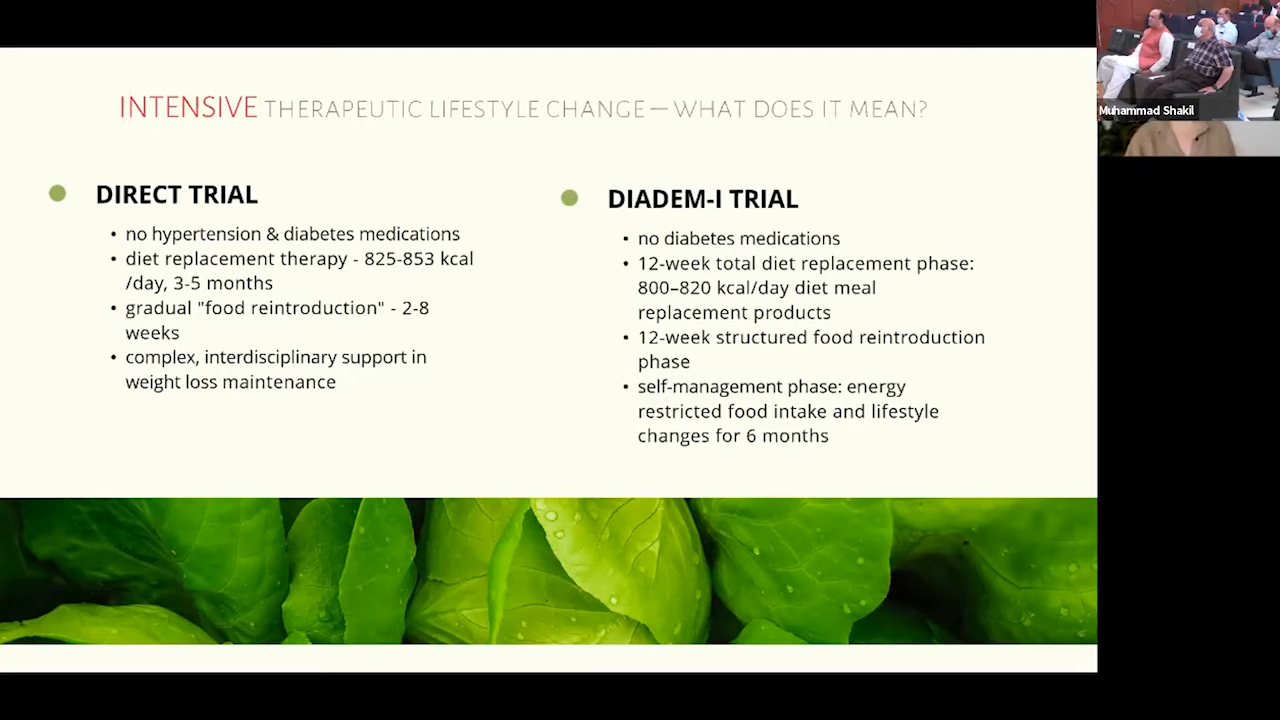 INTENSIVE THERAPEUTIC LIFESTYLE CHANGE — WHAT DOES IT MEAN?
DIRECT TRIAL
• no hypertension & diabetes medications
• diet replacement therapy - 825-853 kcal
/day, 3-5 months
• gradual "food reintroduction" - 2-8
weeks
• complex, interdisciplinary support in
weight loss maintenance
DIADEM-I TRIAL
• no diabetes medications
• 12-week total diet replacement phase:
800–820 kcal/day diet meal
replacement products
• 12-week structured food reintroduction
phase
• self-management phase: energy
restricted food intake and lifestyle
changes for 6 months
Muhammad Shakil